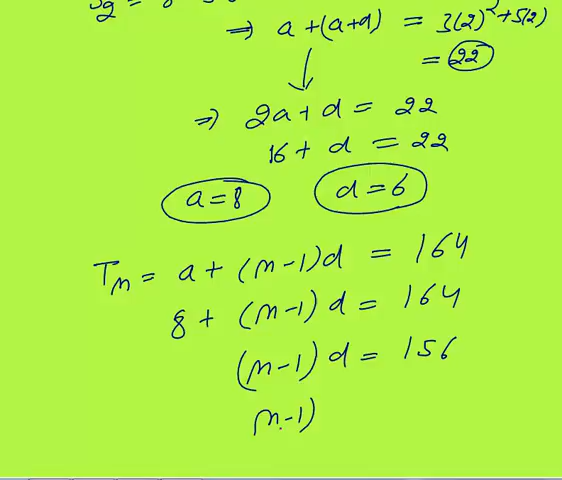 ⇒ a + (a+d) = 3(2)² + 5(2)
= 22
⇒ 2a + d = 22
16 + d = 22
a = 8 d = 6
Tₘ = a + (m-1)d = 164
8 + (m-1)d = 164
(m-1)d = 156
m-1)